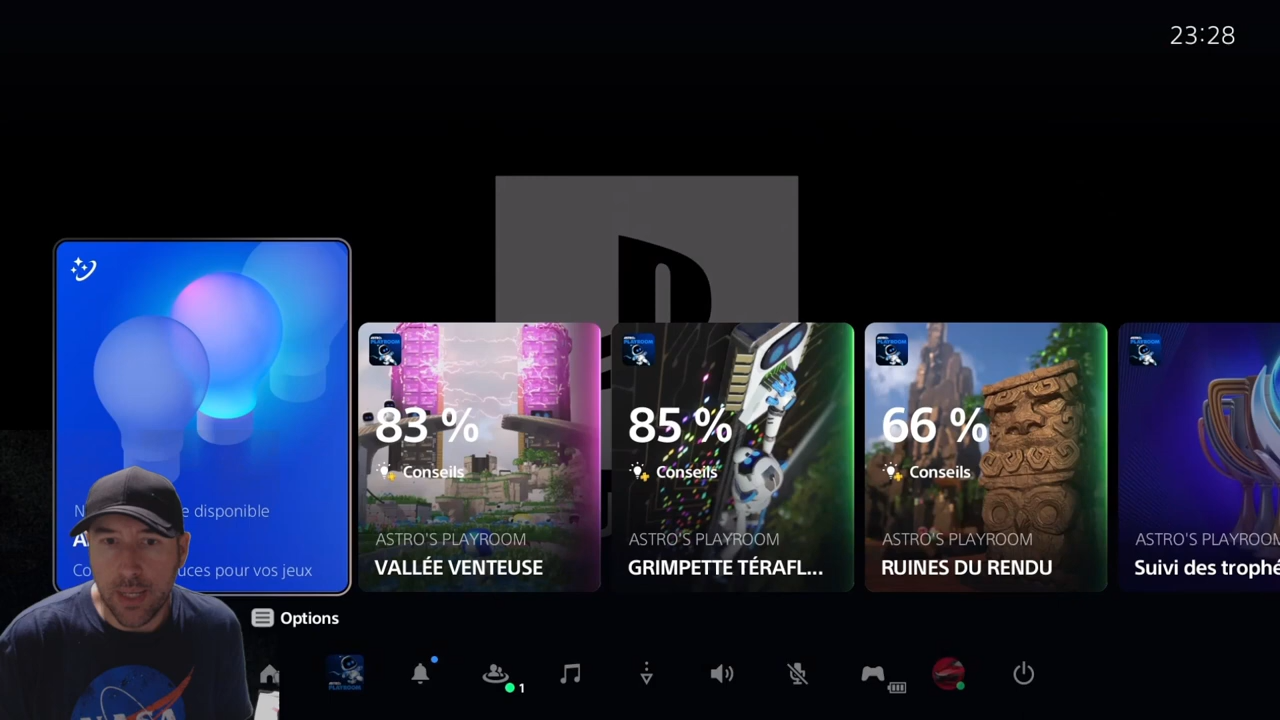 23:28
83 %
Conseils
ASTRO'S PLAYROOM
VALLÉE VENTEUSE
85 %
Conseils
ASTRO'S PLAYROOM
GRIMPETTE TÉRAFL...
66 %
Conseils
ASTRO'S PLAYROOM
RUINES DU RENDU
ASTRO'S PLAYROOM
Suivi des trophé
disponible
pour vos jeux
Options
1
NASA